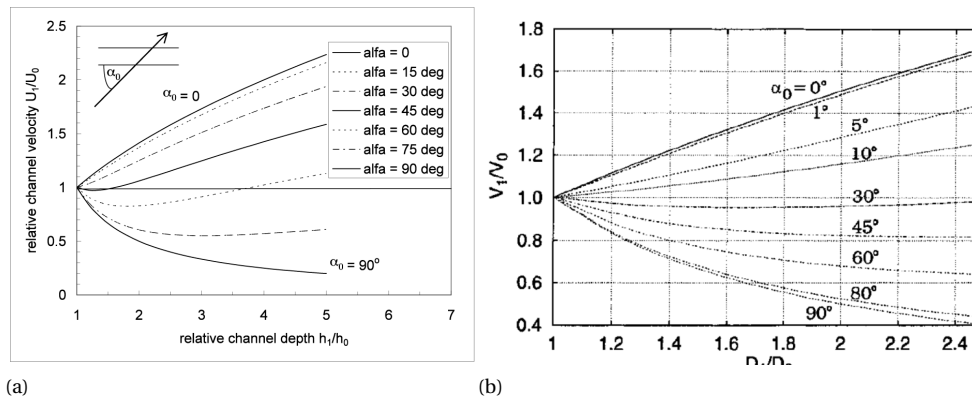 relative channel velocity U1/U0
2.5
2
1.5
1
0.5
0
α0
α0 = 0
α0 = 90°
alfa = 0
alfa = 15 deg
alfa = 30 deg
alfa = 45 deg
alfa = 60 deg
alfa = 75 deg
alfa = 90 deg
1 2 3 4 5 6 7
relative channel depth h1/h0
(a)
V1/V0
1.8
1.6
1.4
1.2
1.0
0.8
0.6
0.4
α0 = 0°
1°
5°
10°
30°
45°
60°
80°
90°
1 1.2 1.4 1.6 1.8 2 2.2 2.4
(b)